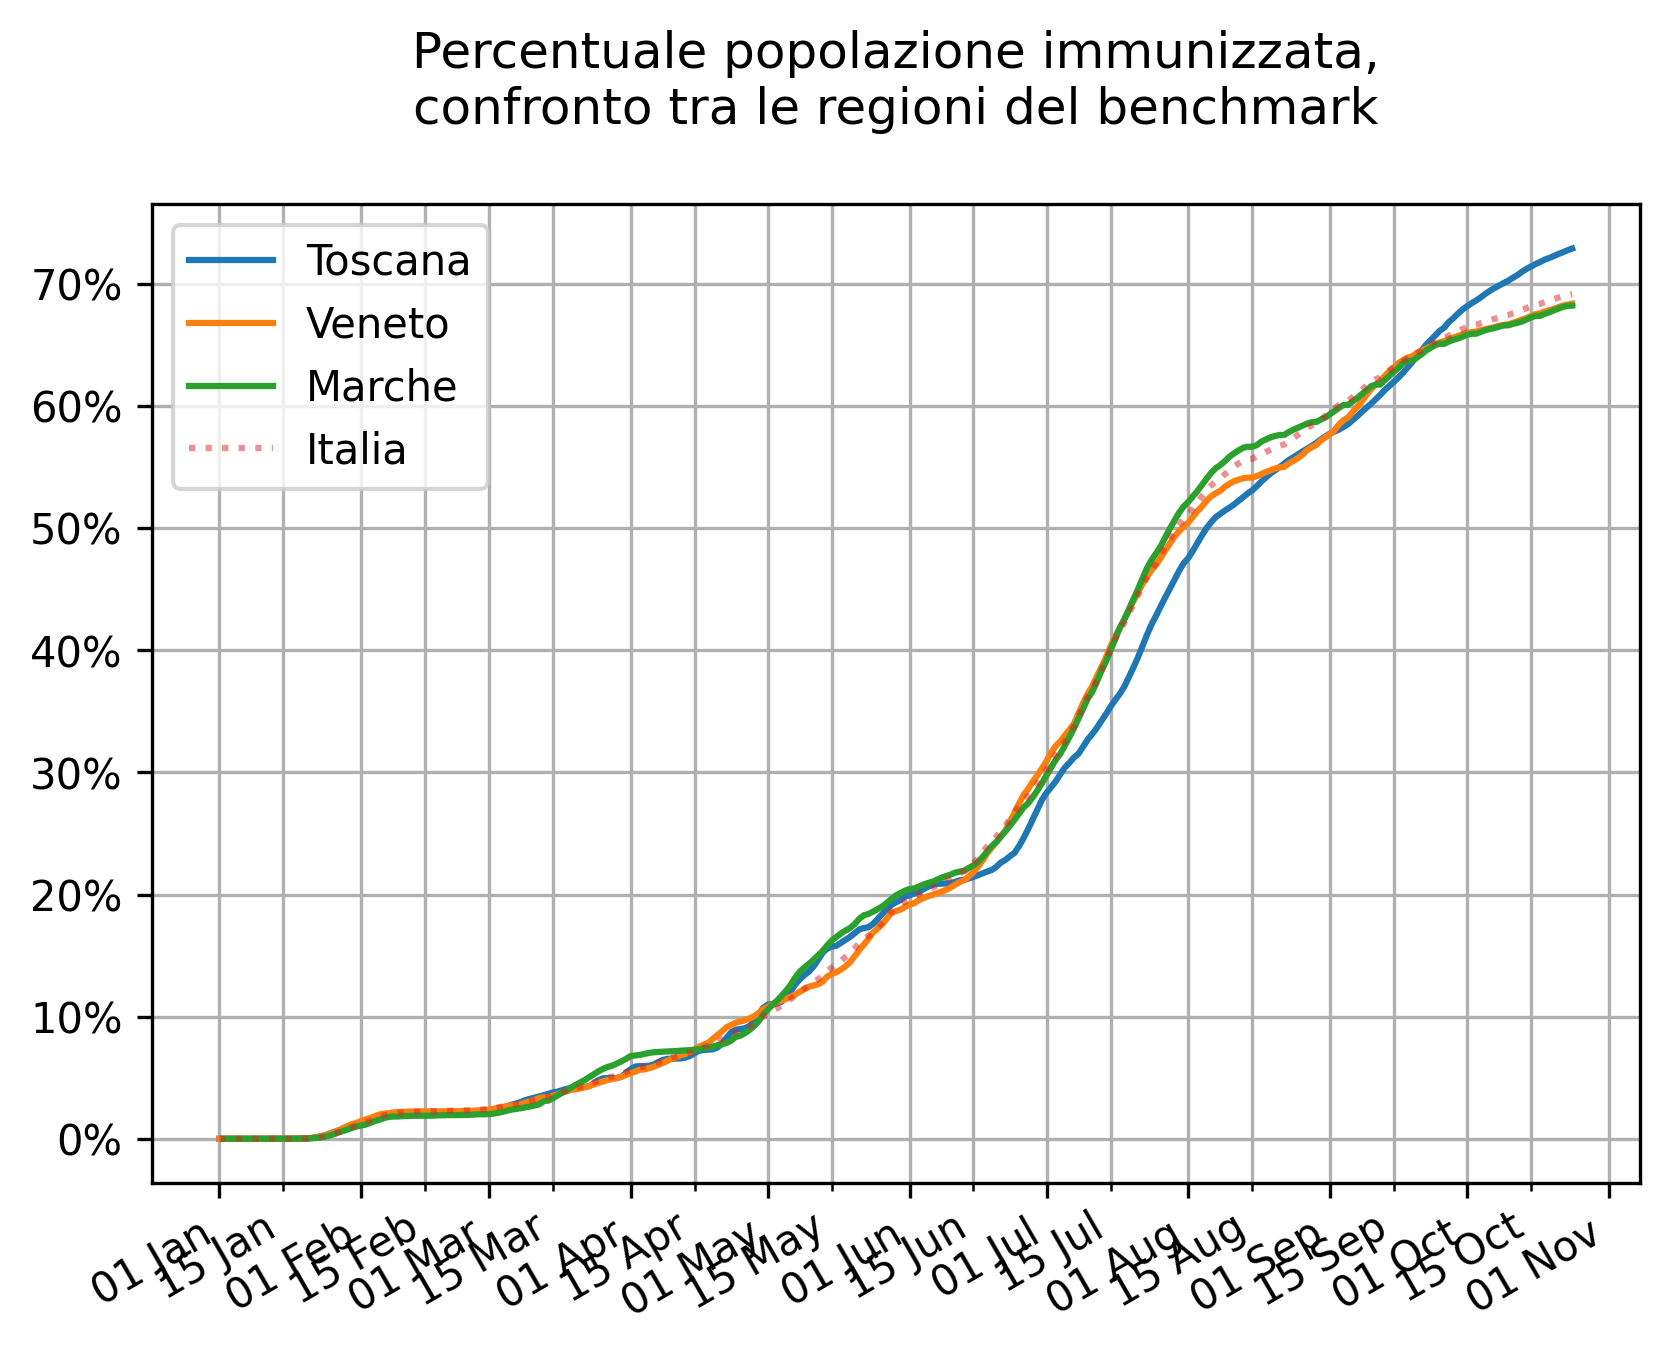 Percentuale popolazione immunizzata,
confronto tra le regioni del benchmark
Toscana
Veneto
Marche
Italia
70%
60%
50%
40%
30%
20%
10%
0%
01 Jan
15 Jan
01 Feb
15 Feb
01 Mar
15 Mar
01 Apr
15 Apr
01 May
15 May
01 Jun
15 Jun
01 Jul
15 Jul
01 Aug
15 Aug
01 Sep
15 Sep
01 Oct
15 Oct
01 Nov